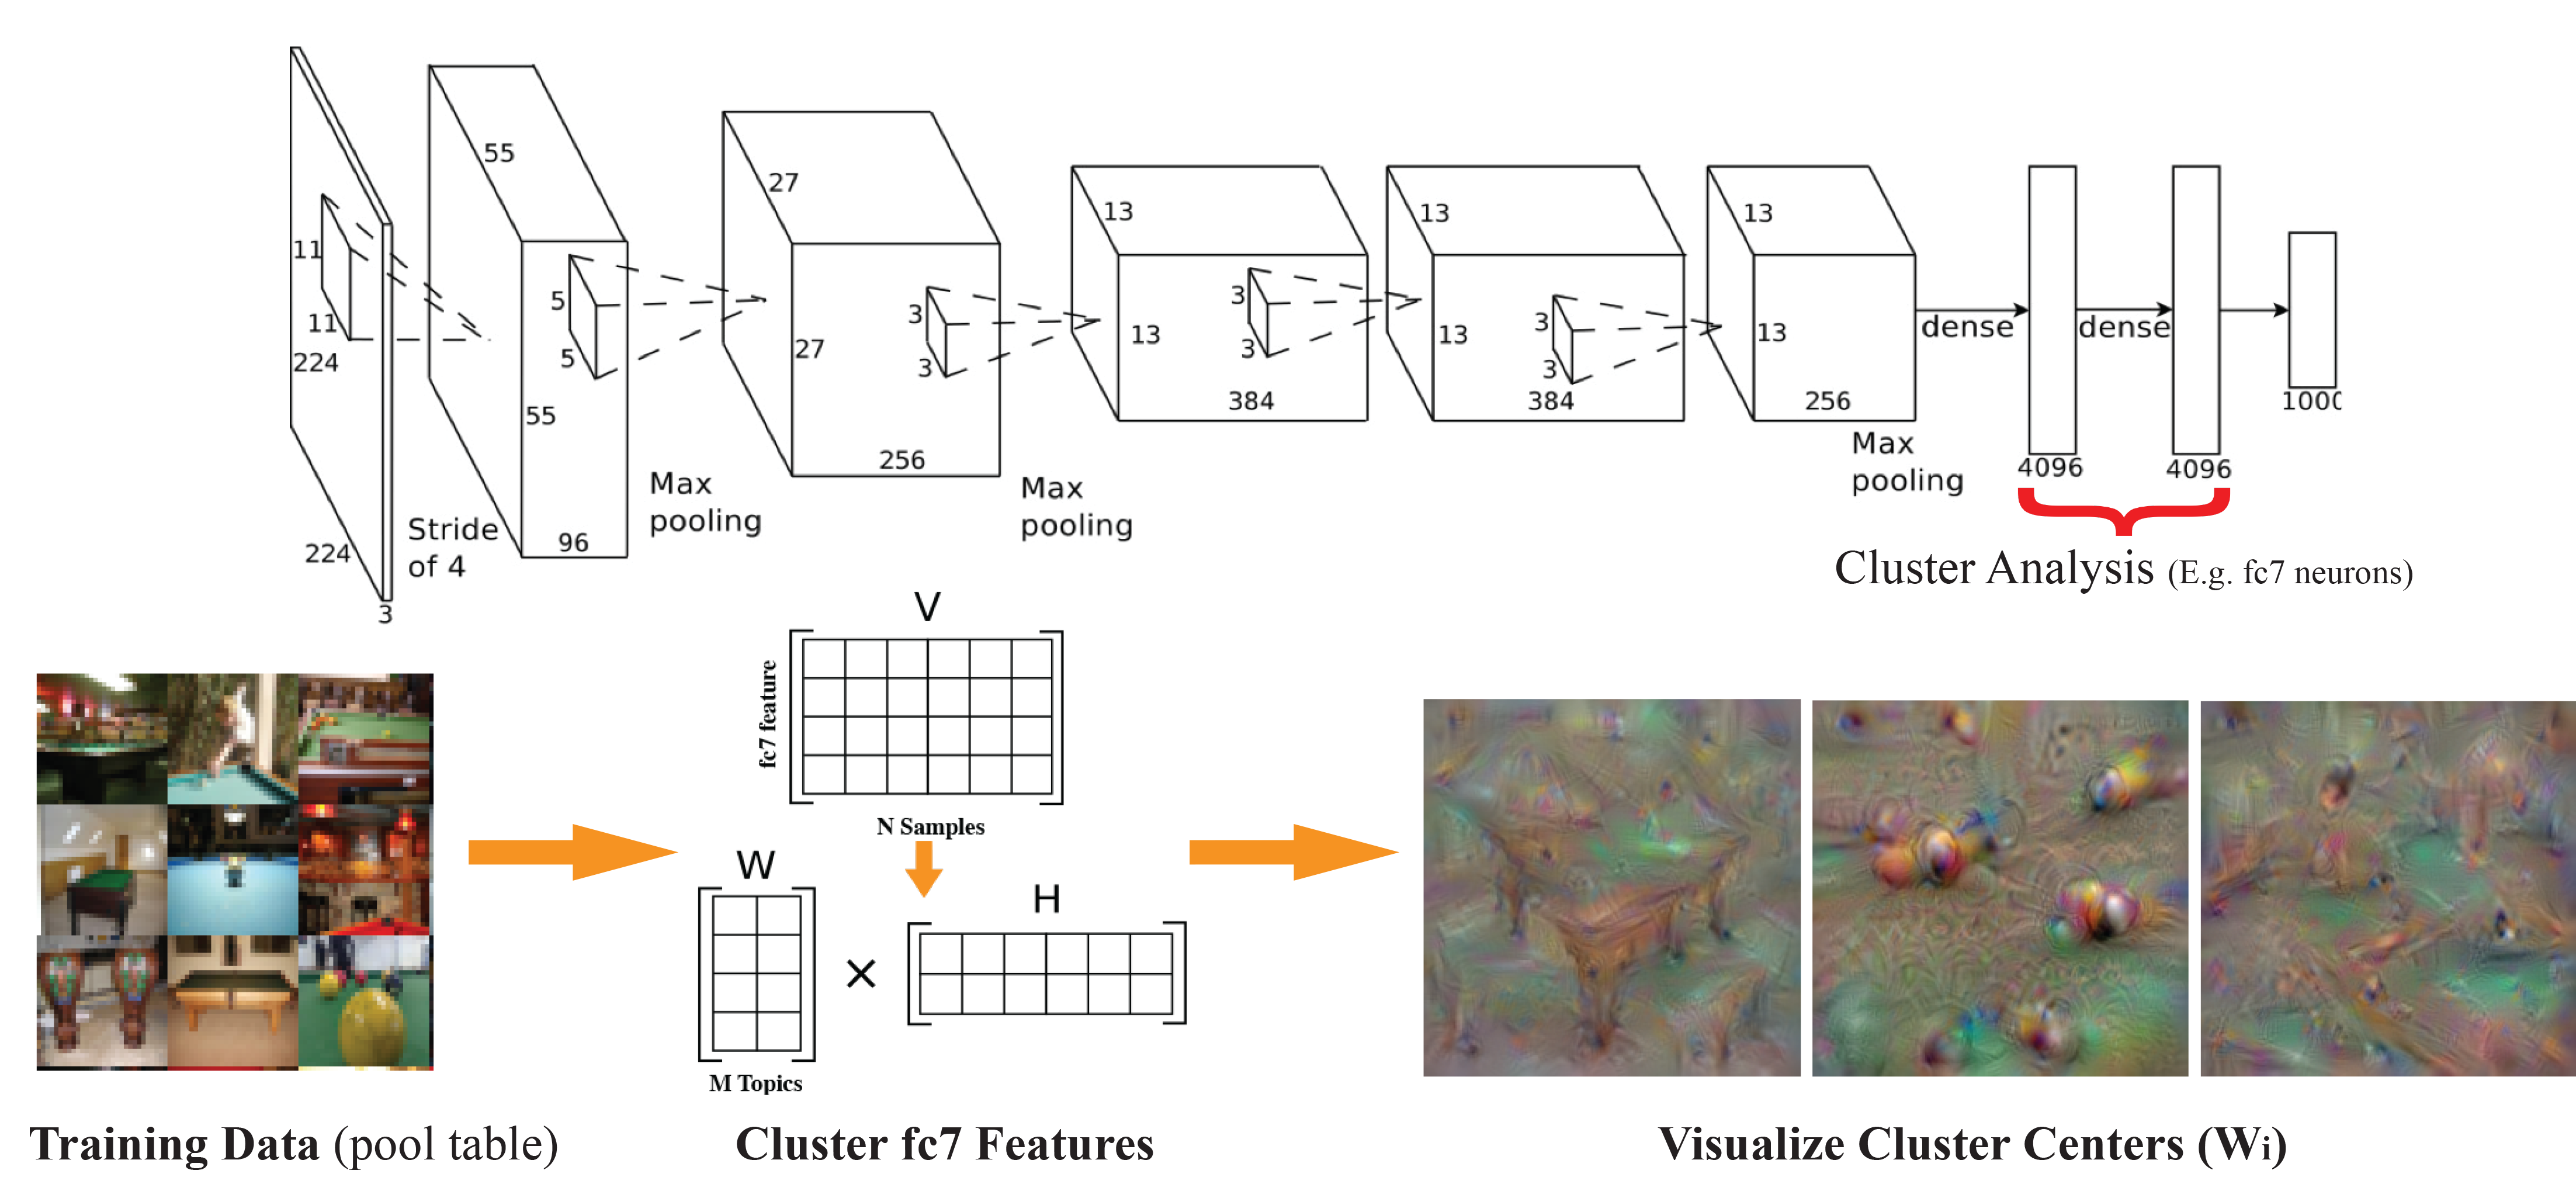 55
27
13
13
13
11
5
3
3
3
11
5
3
3
3
224
55
27
13
13
13
dense
dense
384
384
256
1000
Max
pooling
4096
4096
256
Max
pooling
Max
pooling
Stride
of 4
96
224
3
Cluster Analysis (E.g. fc7 neurons)
V
fc7 feature
N Samples
W
H
×
M Topics
Training Data (pool table)
Cluster fc7 Features
Visualize Cluster Centers (Wi)